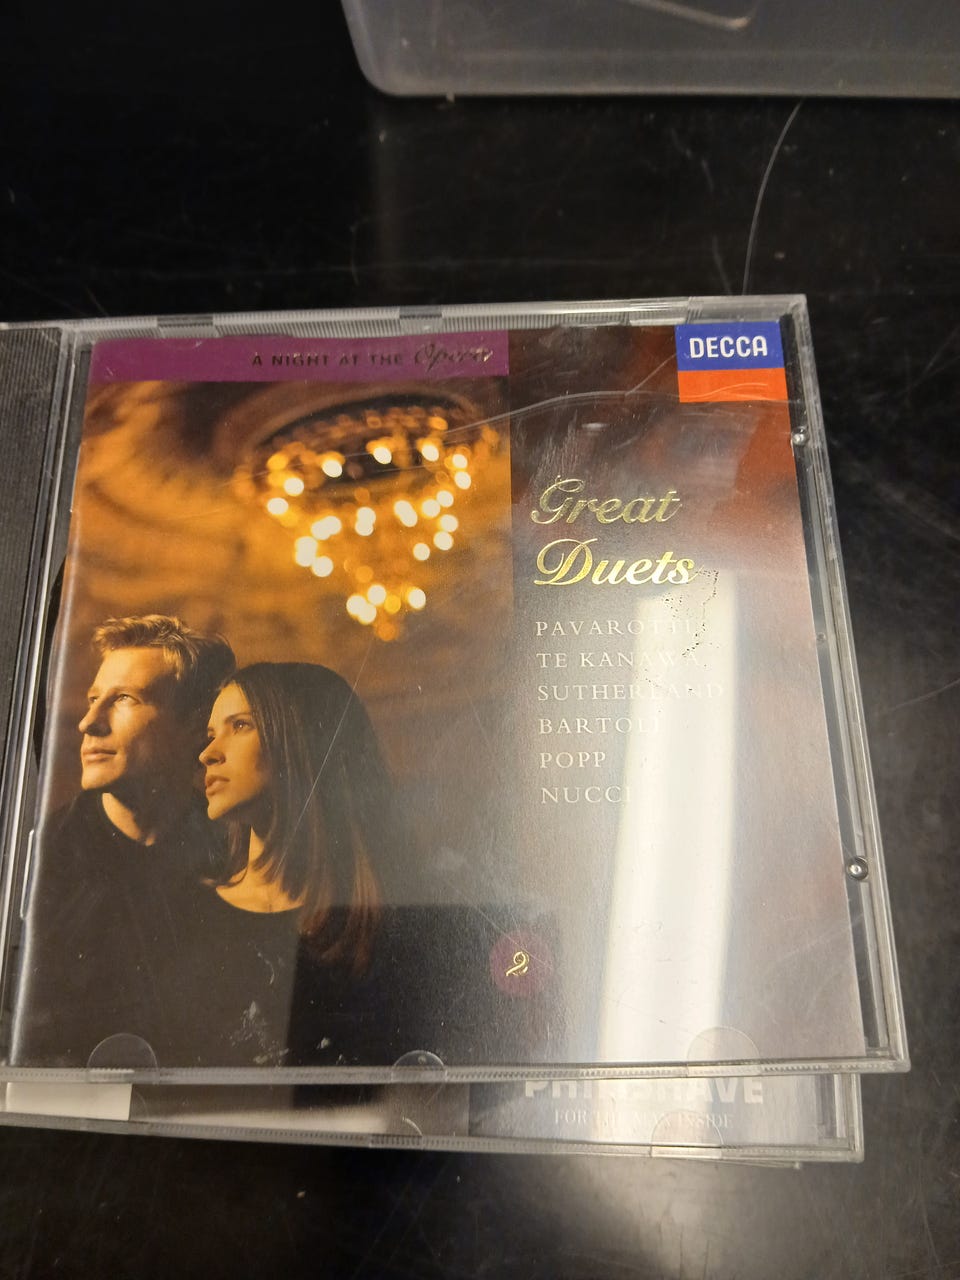 A NIGHT AT THE Opera
DECCA
Great
Duets
PAVAROTTI
TE KANAWA
SUTHERLAND
BARTOLI
POPP
NUCCI
2
PHILISHAVE
FOR THE MAN INSIDE